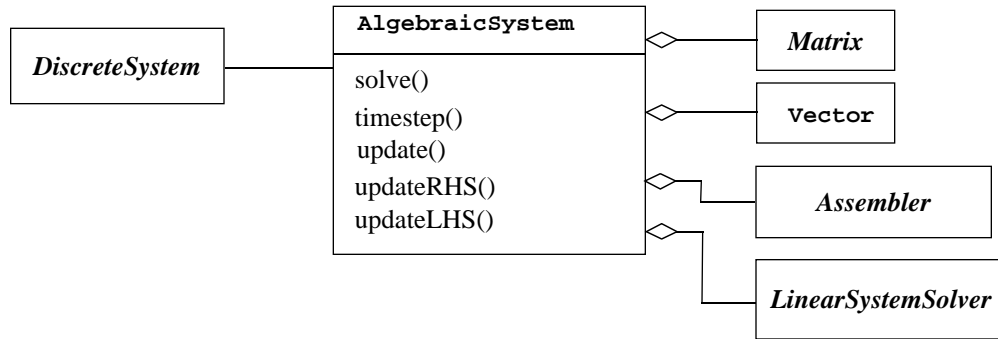 AlgebraicSystem
DiscreteSystem
solve()
timestep()
update()
updateRHS()
updateLHS()
Matrix
Vector
Assembler
LinearSystemSolver